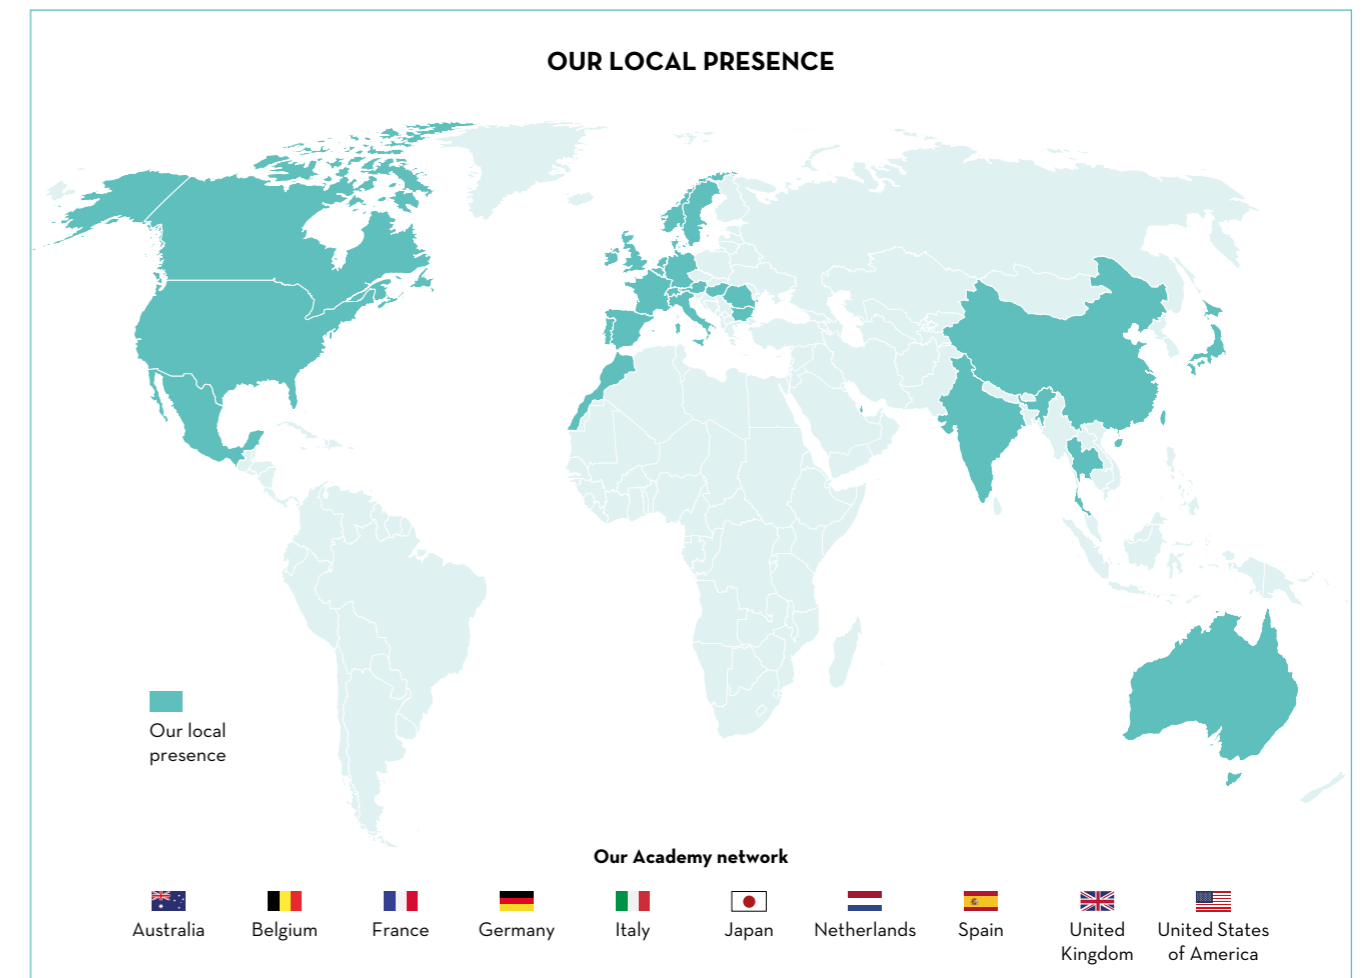 OUR LOCAL PRESENCE
Our local
presence
Our Academy network
Australia
Belgium
France
Germany
Italy
Japan
Netherlands
Spain
United
Kingdom
United States
of America